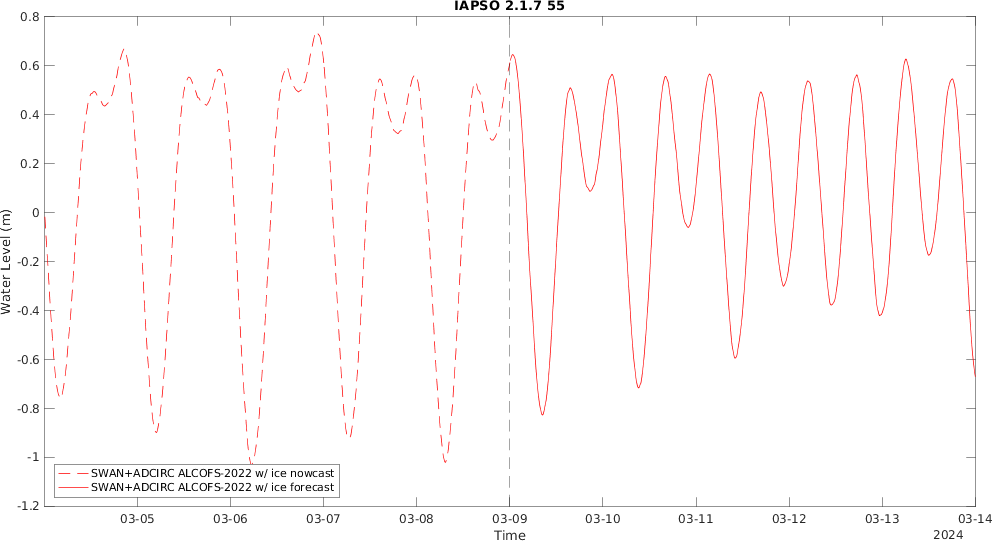 IAPSO 2.1.7 55
0.8
0.6
0.4
0.2
0
-0.2
-0.4
-0.6
-0.8
-1
-1.2
Water Level (m)
SWAN+ADCIRC ALCOFS-2022 w/ ice nowcast
SWAN+ADCIRC ALCOFS-2022 w/ ice forecast
03-05 03-06 03-07 03-08 03-09 03-10 03-11 03-12 03-13 03-14
Time
2024